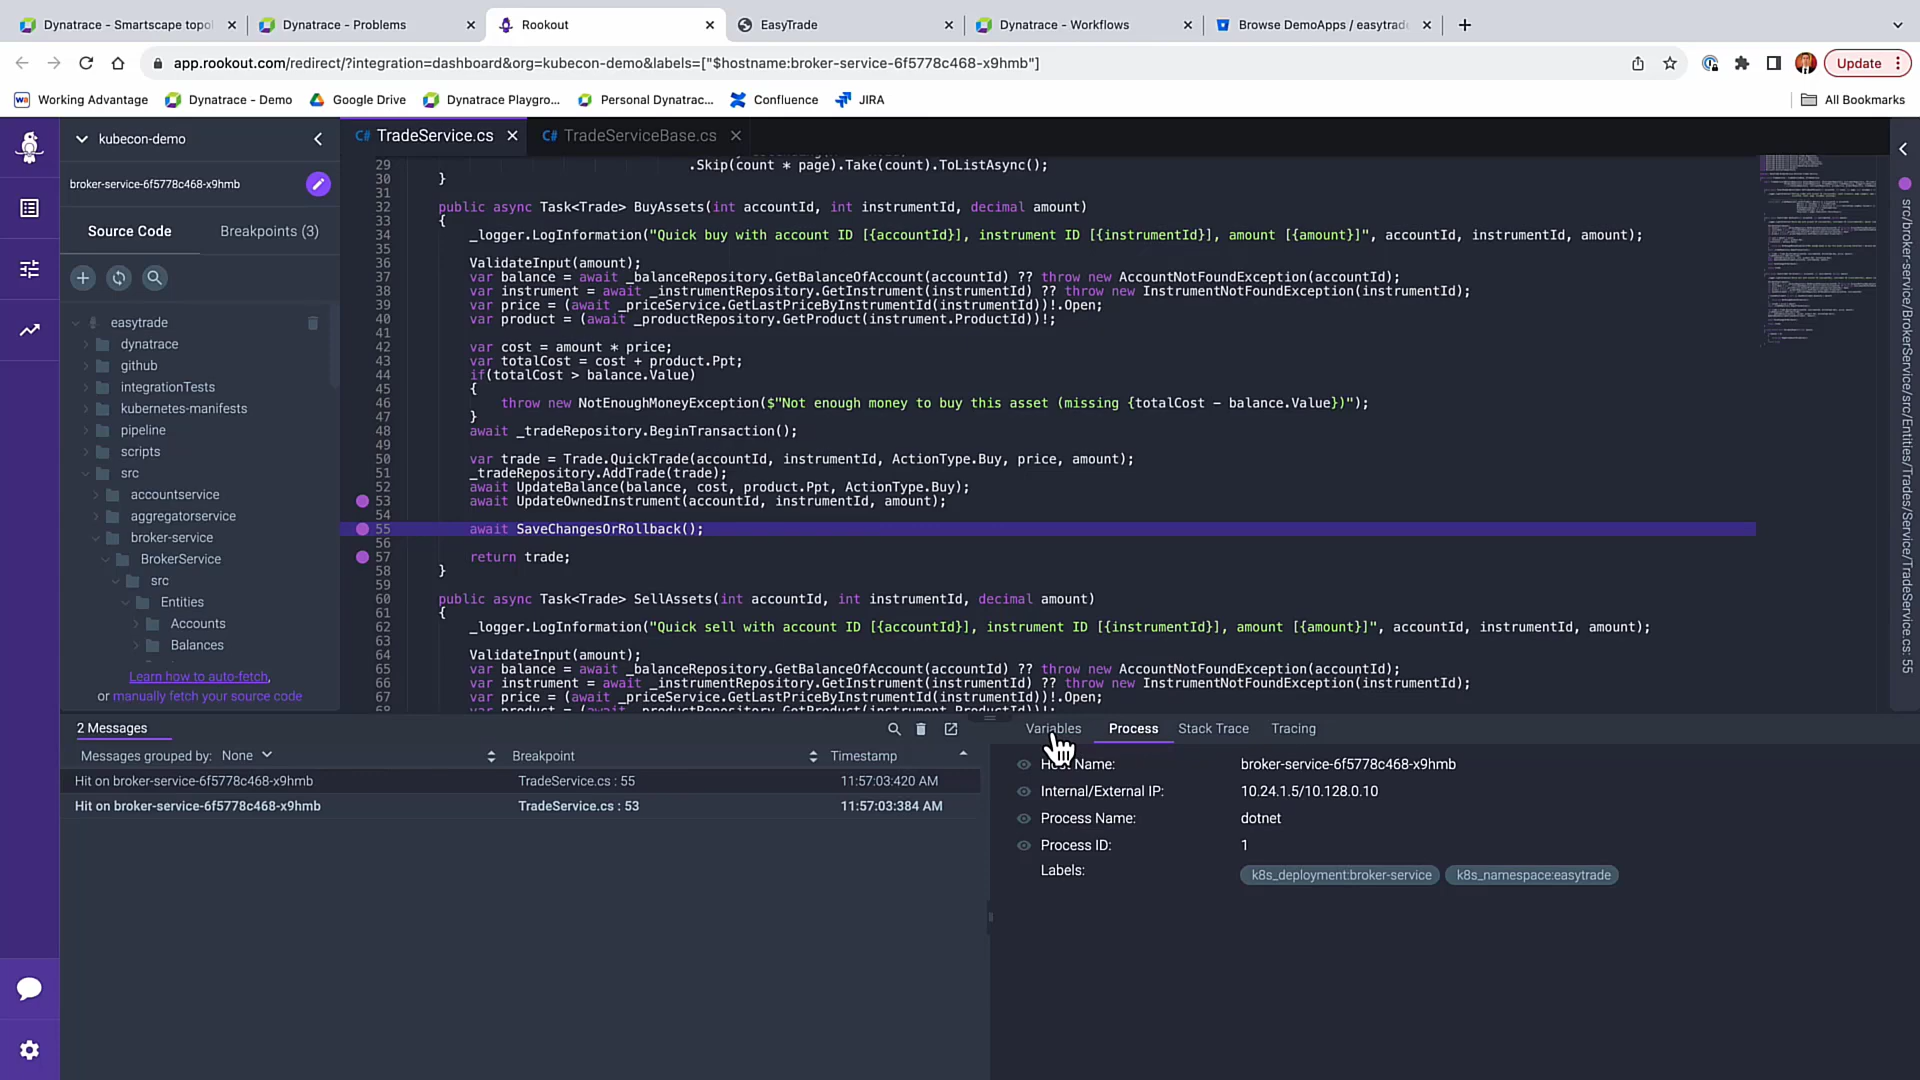 Dynatrace - Smartscape topol
Dynatrace - Problems
Rookout
EasyTrade
Dynatrace - Workflows
Browse DemoApps / easytrade
app.rookout.com/redirect/?integration=dashboard&org=kubecon-demo&labels=["$hostname:broker-service-6f5778c468-x9hmb"]
Update
Working Advantage
Dynatrace - Demo
Google Drive
Dynatrace Playgro...
Personal Dynatrac...
Confluence
JIRA
All Bookmarks
kubecon-demo
broker-service-6f5778c468-x9hmb
Source Code
Breakpoints (3)
easytrade
dynatrace
github
integrationTests
kubernetes-manifests
pipeline
scripts
src
accountservice
aggregatorservice
broker-service
BrokerService
src
Entities
Accounts
Balances
Learn how to auto-fetch,
or manually fetch your source code
C# TradeService.cs
C# TradeServiceBase.cs
29 .Skip(count * page).Take(count).ToListAsync();
30 }
31
32 public async Task<Trade> BuyAssets(int accountId, int instrumentId, decimal amount)
33 {
34 _logger.LogInformation("Quick buy with account ID [{accountId}], instrument ID [{instrumentId}], amount [{amount}]", accountId, instrumentId, amount);
35
36 ValidateInput(amount);
37 var balance = await _balanceRepository.GetBalanceOfAccount(accountId) ?? throw new AccountNotFoundException(accountId);
38 var instrument = await _instrumentRepository.GetInstrument(instrumentId) ?? throw new InstrumentNotFoundException(instrumentId);
39 var price = (await _priceService.GetLastPriceByInstrumentId(instrumentId))!.Open;
40 var product = (await _productRepository.GetProduct(instrument.ProductId))!;
41
42 var cost = amount * price;
43 var totalCost = cost + product.Ppt;
44 if(totalCost > balance.Value)
45 {
46 throw new NotEnoughMoneyException($"Not enough money to buy this asset (missing {totalCost - balance.Value})");
47 }
48 await _tradeRepository.BeginTransaction();
49
50 var trade = Trade.QuickTrade(accountId, instrumentId, ActionType.Buy, price, amount);
51 _tradeRepository.AddTrade(trade);
52 await UpdateBalance(balance, cost, product.Ppt, ActionType.Buy);
53 await UpdateOwnedInstrument(accountId, instrumentId, amount);
54
55 await SaveChangesOrRollback();
56
57 return trade;
58 }
59
60 public async Task<Trade> SellAssets(int accountId, int instrumentId, decimal amount)
61 {
62 _logger.LogInformation("Quick sell with account ID [{accountId}], instrument ID [{instrumentId}], amount [{amount}]", accountId, instrumentId, amount);
63
64 ValidateInput(amount);
65 var balance = await _balanceRepository.GetBalanceOfAccount(accountId) ?? throw new AccountNotFoundException(accountId);
66 var instrument = await _instrumentRepository.GetInstrument(instrumentId) ?? throw new InstrumentNotFoundException(instrumentId);
67 var price = (await _priceService.GetLastPriceByInstrumentId(instrumentId))!.Open;
68 var product = (await _productRepository.GetProduct(instrument.ProductId))!;
src/broker-service/BrokerService/src/Entities/Trades/Service/TradeService.cs: 55
2 Messages
Messages grouped by: None
Breakpoint
Timestamp
Hit on broker-service-6f5778c468-x9hmb TradeService.cs : 55 11:57:03:420 AM
Hit on broker-service-6f5778c468-x9hmb TradeService.cs : 53 11:57:03:384 AM
Variables
Process
Stack Trace
Tracing
Host Name: broker-service-6f5778c468-x9hmb
Internal/External IP: 10.24.1.5/10.128.0.10
Process Name: dotnet
Process ID: 1
Labels: k8s_deployment:broker-service k8s_namespace:easytrade